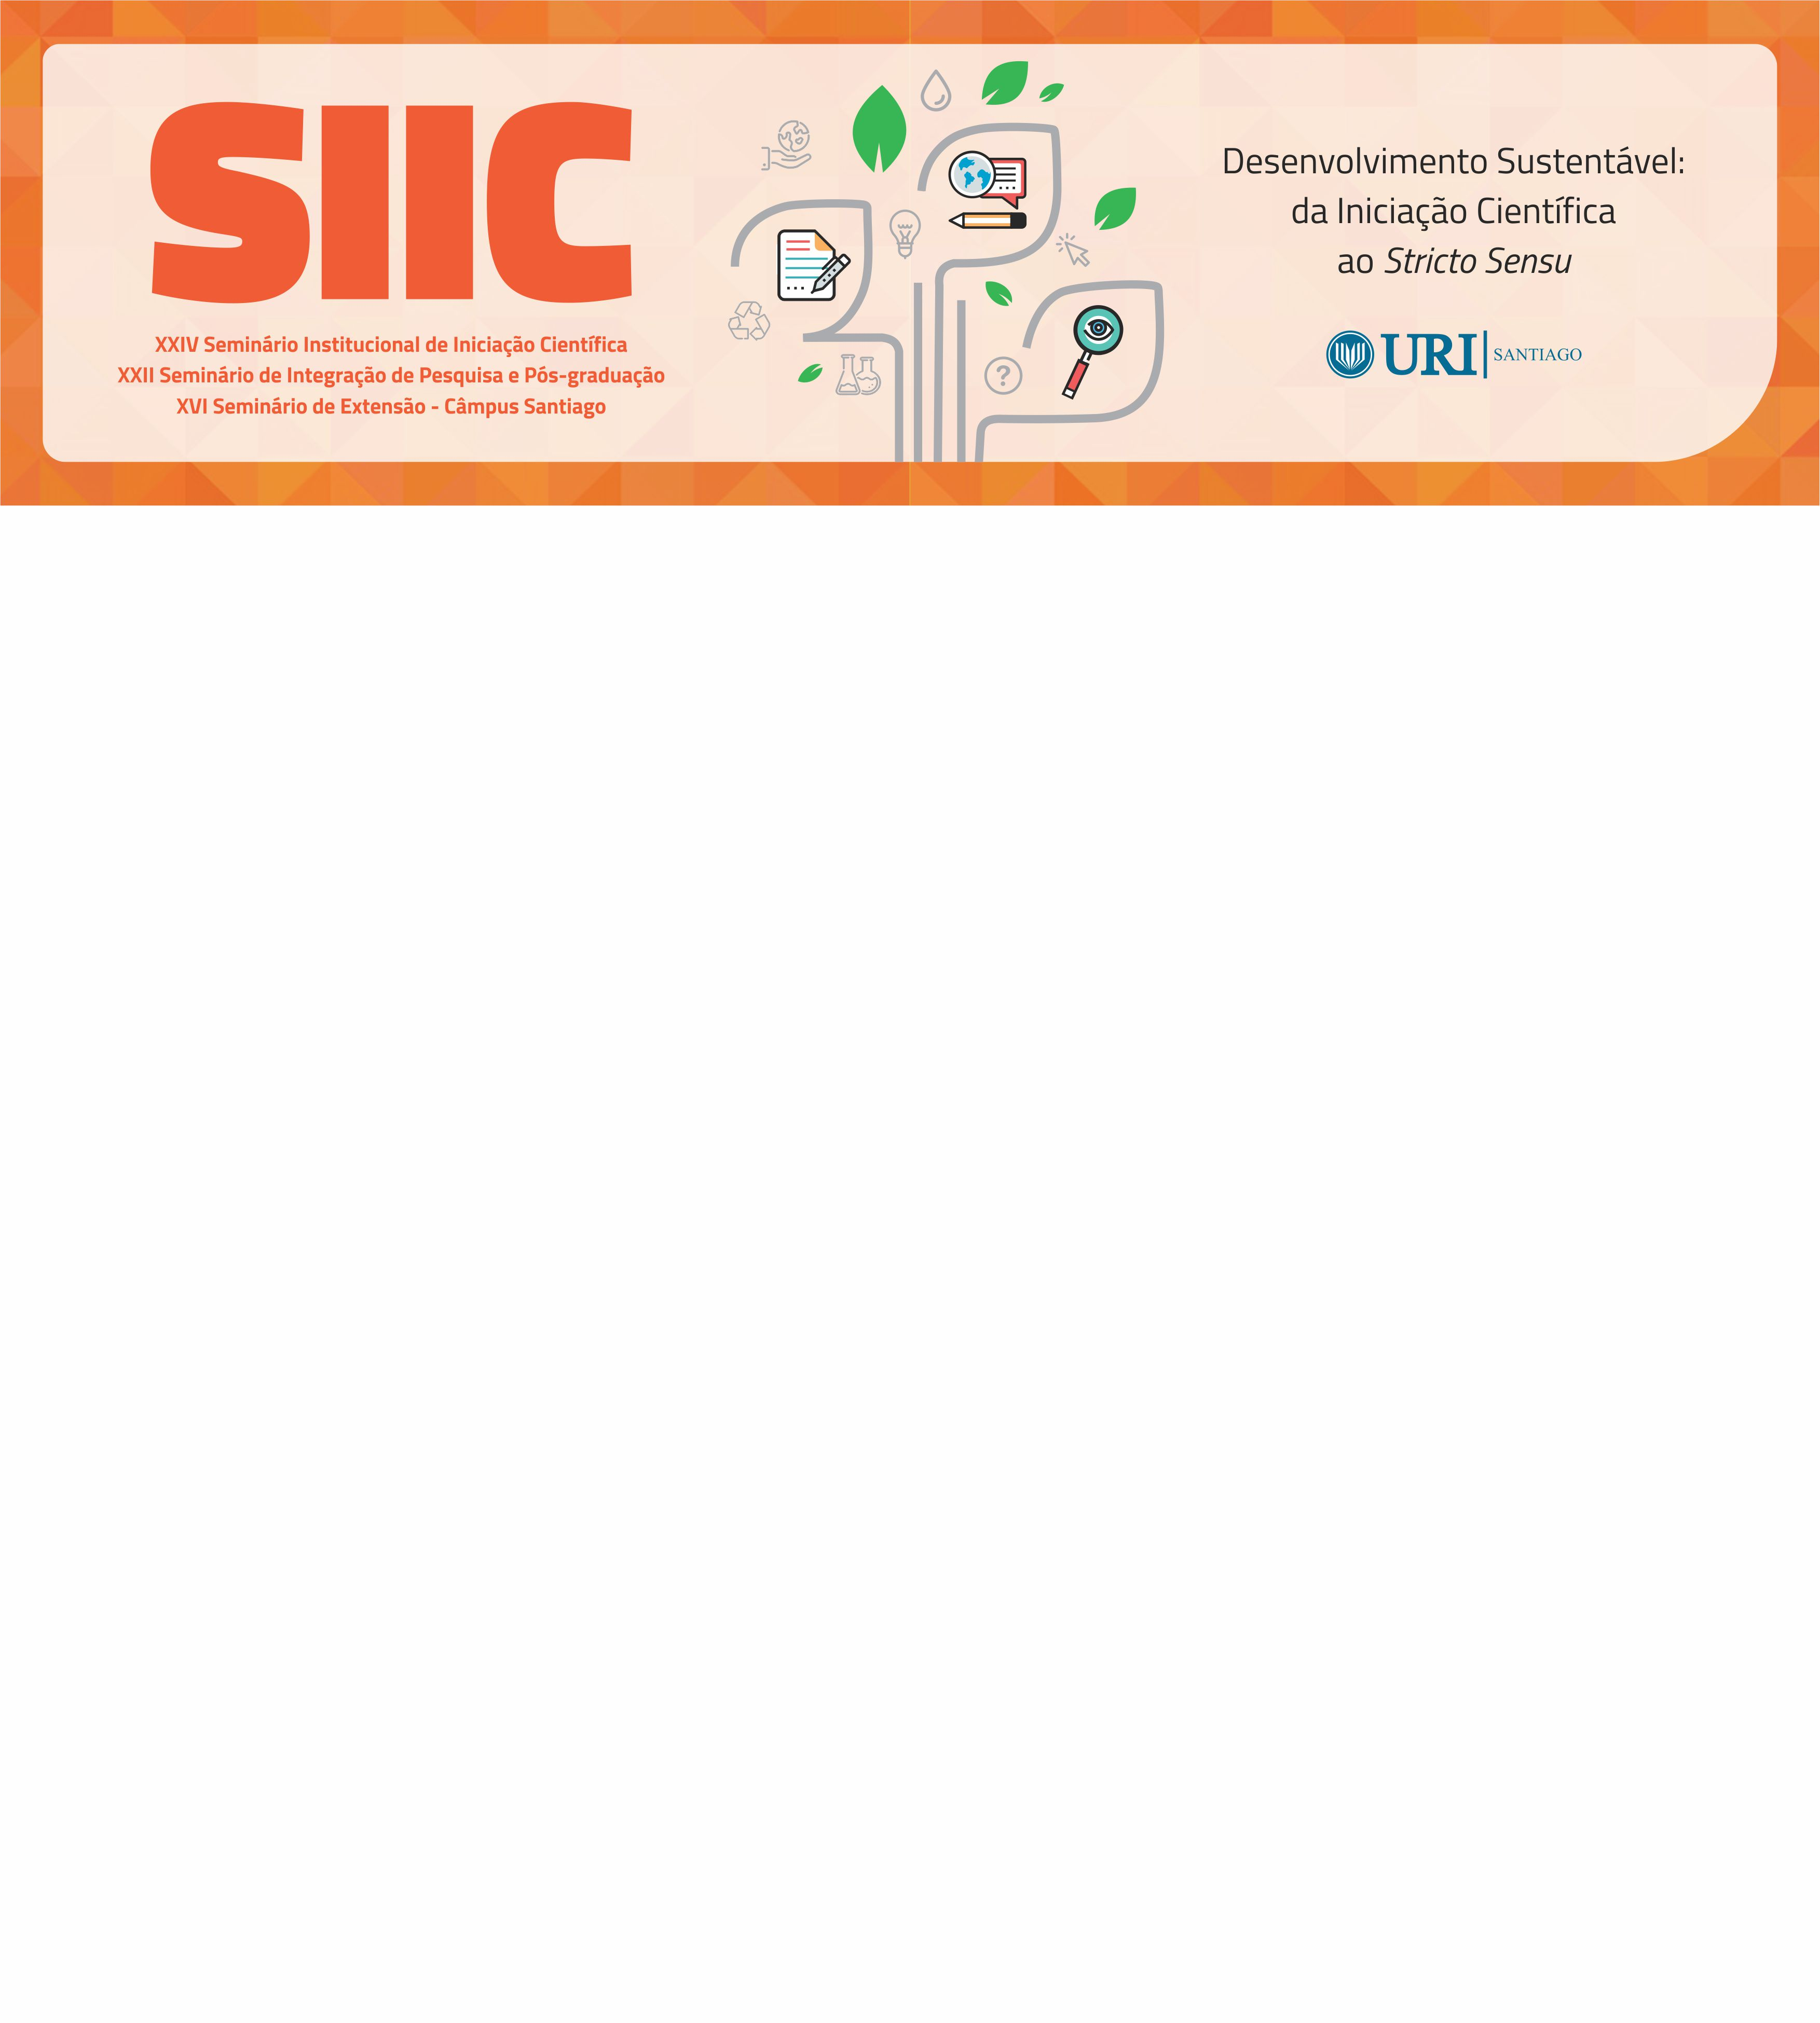 SIIC
XXIV Seminário Institucional de Iniciação Científica
XXII Seminário de Integração de Pesquisa e Pós-graduação
XVI Seminário de Extensão - Câmpus Santiago
?
Desenvolvimento Sustentável:
da Iniciação Científica
ao Stricto Sensu
URI SANTIAGO